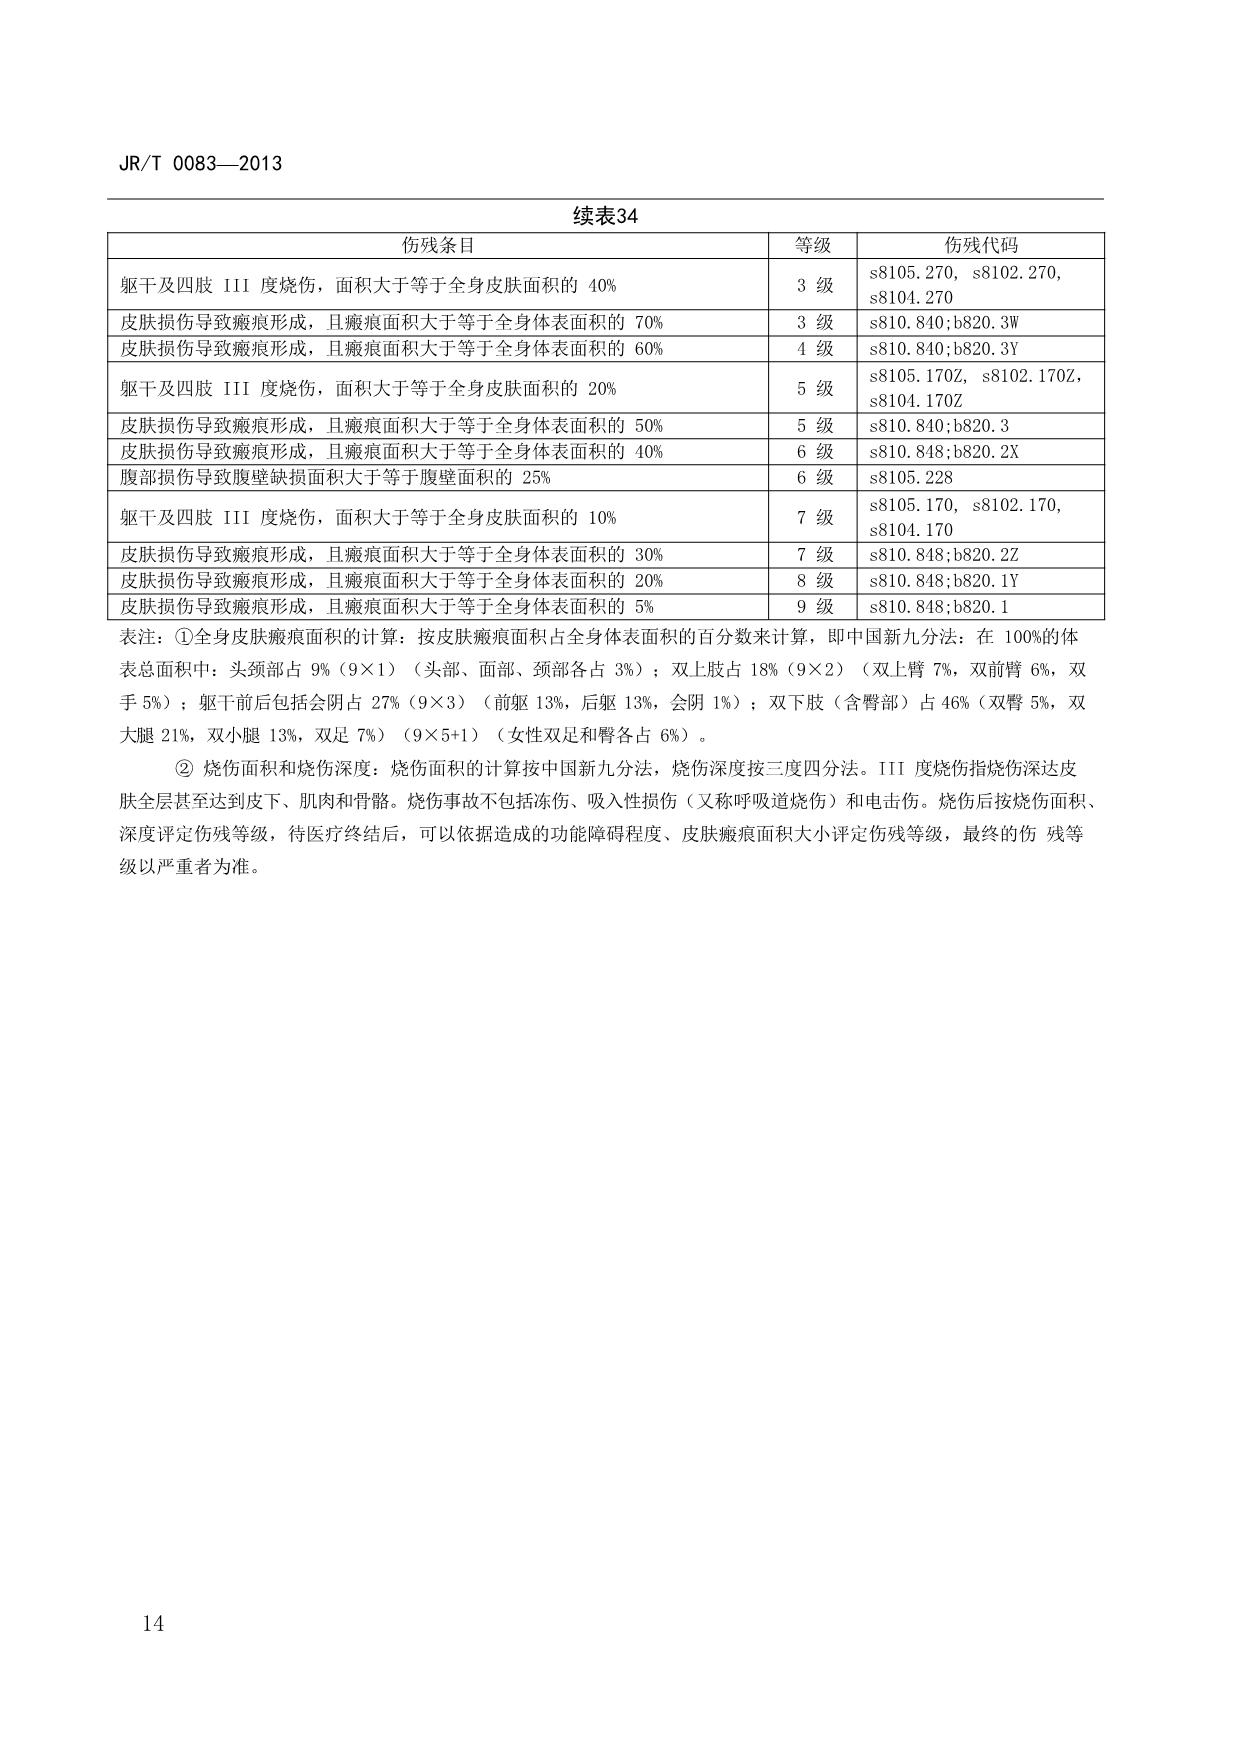 JR/T 0083—2013
续表34
伤残条目 等级 伤残代码
躯干及四肢 III 度烧伤，面积大于等于全身皮肤面积的 40% 3 级 s8105.270, s8102.270,
s8104.270
皮肤损伤导致瘢痕形成，且瘢痕面积大于等于全身体表面积的 70% 3 级 s810.840;b820.3W
皮肤损伤导致瘢痕形成，且瘢痕面积大于等于全身体表面积的 60% 4 级 s810.840;b820.3Y
躯干及四肢 III 度烧伤，面积大于等于全身皮肤面积的 20% 5 级 s8105.170Z, s8102.170Z，
s8104.170Z
皮肤损伤导致瘢痕形成，且瘢痕面积大于等于全身体表面积的 50% 5 级 s810.840;b820.3
皮肤损伤导致瘢痕形成，且瘢痕面积大于等于全身体表面积的 40% 6 级 s810.848;b820.2X
腹部损伤导致腹壁缺损面积大于等于腹壁面积的 25% 6 级 s8105.228
躯干及四肢 III 度烧伤，面积大于等于全身皮肤面积的 10% 7 级 s8105.170, s8102.170,
s8104.170
皮肤损伤导致瘢痕形成，且瘢痕面积大于等于全身体表面积的 30% 7 级 s810.848;b820.2Z
皮肤损伤导致瘢痕形成，且瘢痕面积大于等于全身体表面积的 20% 8 级 s810.848;b820.1Y
皮肤损伤导致瘢痕形成，且瘢痕面积大于等于全身体表面积的 5% 9 级 s810.848;b820.1
表注：①全身皮肤瘢痕面积的计算：按皮肤瘢痕面积占全身体表面积的百分数来计算，即中国新九分法：在 100%的体
表总面积中：头颈部占 9%（9×1）（头部、面部、颈部各占 3%）；双上肢占 18%（9×2）（双上臂 7%，双前臂 6%，双
手 5%）；躯干前后包括会阴占 27%（9×3）（前躯 13%，后躯 13%，会阴 1%）；双下肢（含臀部）占 46%（双臀 5%，双
大腿 21%，双小腿 13%，双足 7%）（9×5+1）（女性双足和臀各占 6%）。
② 烧伤面积和烧伤深度：烧伤面积的计算按中国新九分法，烧伤深度按三度四分法。III 度烧伤指烧伤深达皮
肤全层甚至达到皮下、肌肉和骨骼。烧伤事故不包括冻伤、吸入性损伤（又称呼吸道烧伤）和电击伤。烧伤后按烧伤面积、
深度评定伤残等级，待医疗终结后，可以依据造成的功能障碍程度、皮肤瘢痕面积大小评定伤残等级，最终的伤 残等
级以严重者为准。
14